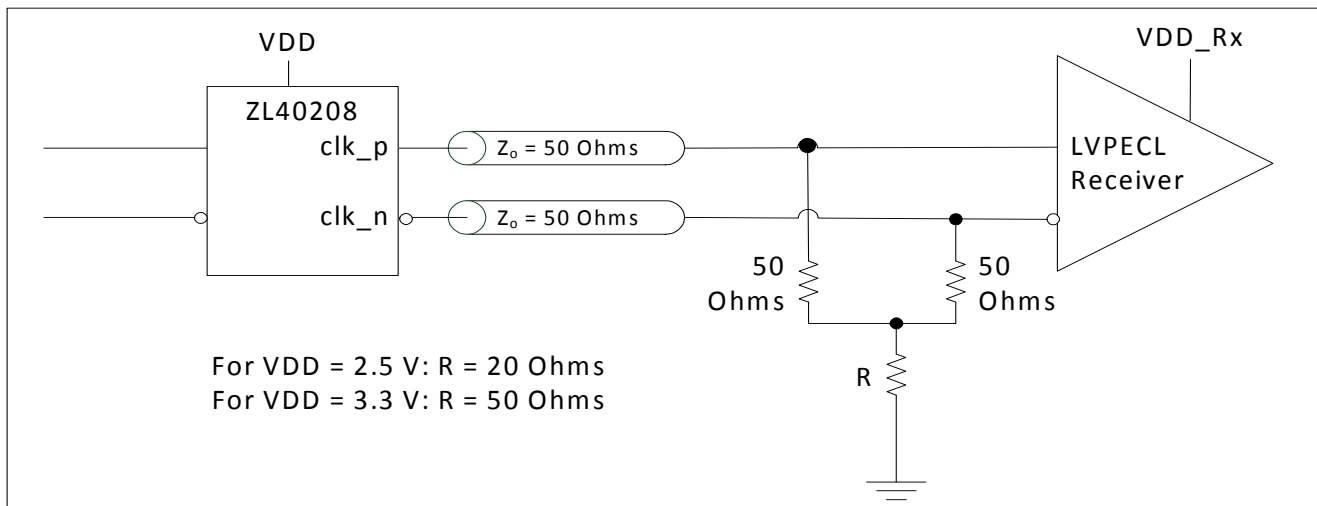 VDD
VDD_Rx
ZL40208
clk_p
Zₒ = 50 Ohms
LVPECL
Receiver
clk_n
Zₒ = 50 Ohms
50
Ohms
50
Ohms
For VDD = 2.5 V: R = 20 Ohms
For VDD = 3.3 V: R = 50 Ohms
R